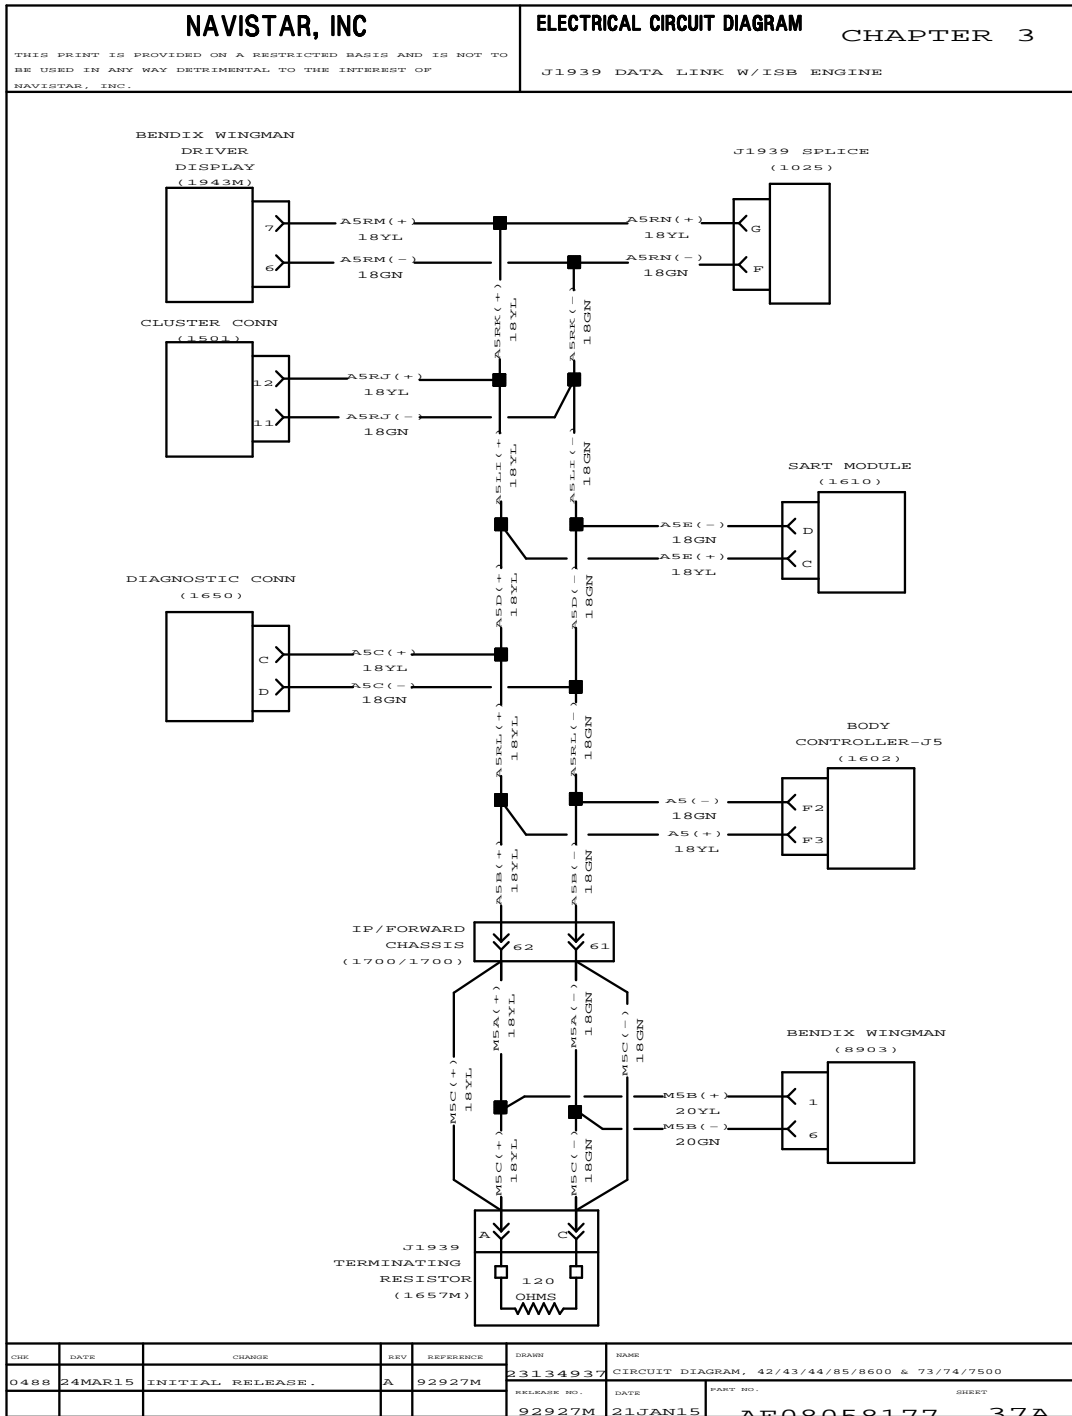 NAVISTAR, INC
THIS PRINT IS PROVIDED ON A RESTRICTED BASIS AND IS NOT TO
BE USED IN ANY WAY DETRIMENTAL TO THE INTEREST OF
NAVISTAR, INC.
ELECTRICAL CIRCUIT DIAGRAM
CHAPTER 3
J1939 DATA LINK W/ISB ENGINE
BENDIX WINGMAN
DRIVER
DISPLAY
(1943M)
7
6
A5RM(+)
18YL
A5RM(-)
18GN
A5RN(+)
18YL
A5RN(-)
18GN
J1939 SPLICE
(1025)
G
F
A5RK(+)
18YL
A5RK(-)
18GN
CLUSTER CONN
(1501)
12
11
A5RJ(+)
18YL
A5RJ(-)
18GN
A5LI(+)
18YL
A5LI(-)
18GN
SART MODULE
(1610)
D
C
A5E(-)
18GN
A5E(+)
18YL
A5D(+)
18YL
A5D(-)
18GN
DIAGNOSTIC CONN
(1650)
C
D
A5C(+)
18YL
A5C(-)
18GN
A5RL(+)
18YL
A5RL(-)
18GN
BODY
CONTROLLER-J5
(1602)
F2
F3
A5(-)
18GN
A5(+)
18YL
A5B(+)
18YL
A5B(-)
18GN
IP/FORWARD
CHASSIS
(1700/1700)
62
61
M5A(+)
18YL
M5A(-)
18GN
M5C(-)
18GN
M5C(+)
18YL
BENDIX WINGMAN
(8903)
1
6
M5B(+)
20YL
M5B(-)
20GN
M5C(+)
18YL
M5C(-)
18GN
A
C
J1939
TERMINATING
RESISTOR
(1657M)
120
OHMS
CHK DATE CHANGE REV REFERENCE
0488 24MAR15 INITIAL RELEASE. A 92927M
DRAWN
23134937
NAME
CIRCUIT DIAGRAM, 42/43/44/85/8600 & 73/74/7500
RELEASE NO.
92927M
DATE
21JAN15
PART NO.
AF08058177
SHEET
37A